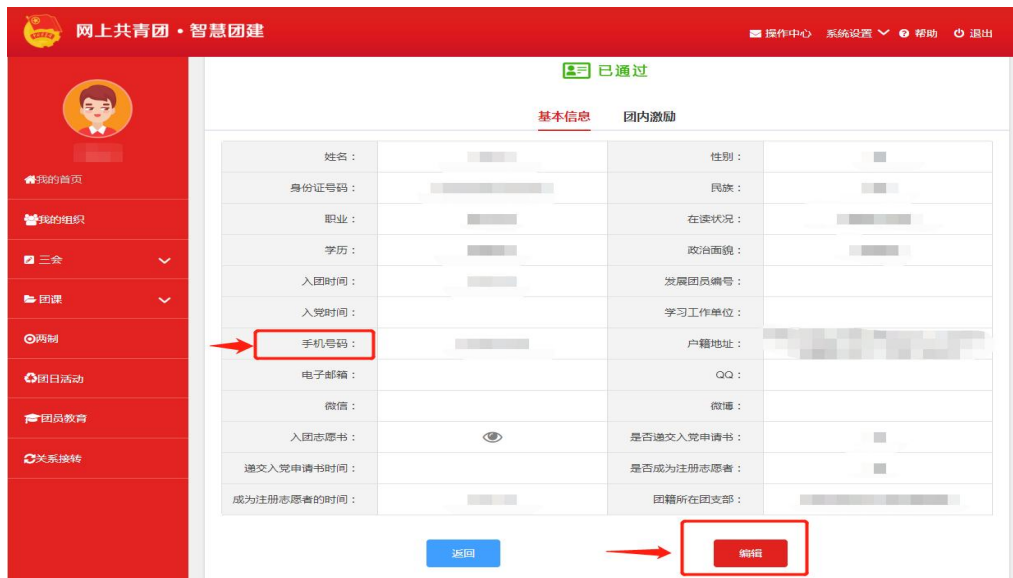 网上共青团·智慧团建
操作中心 系统设置 帮助 退出
已通过
基本信息 团内激励
我的首页
我的组织
三会
团课
两制
团日活动
团员教育
关系接转
姓名： 性别：
身份证号码： 民族：
职业： 在读状况：
学历： 政治面貌：
入团时间： 发展团员编号：
入党时间： 学习工作单位：
手机号码： 户籍地址：
电子邮箱： QQ：
微信： 微博：
入团志愿书： 是否递交入党申请书：
递交入党申请书时间： 是否成为注册志愿者：
成为注册志愿者的时间： 团籍所在团支部：
返回 编辑